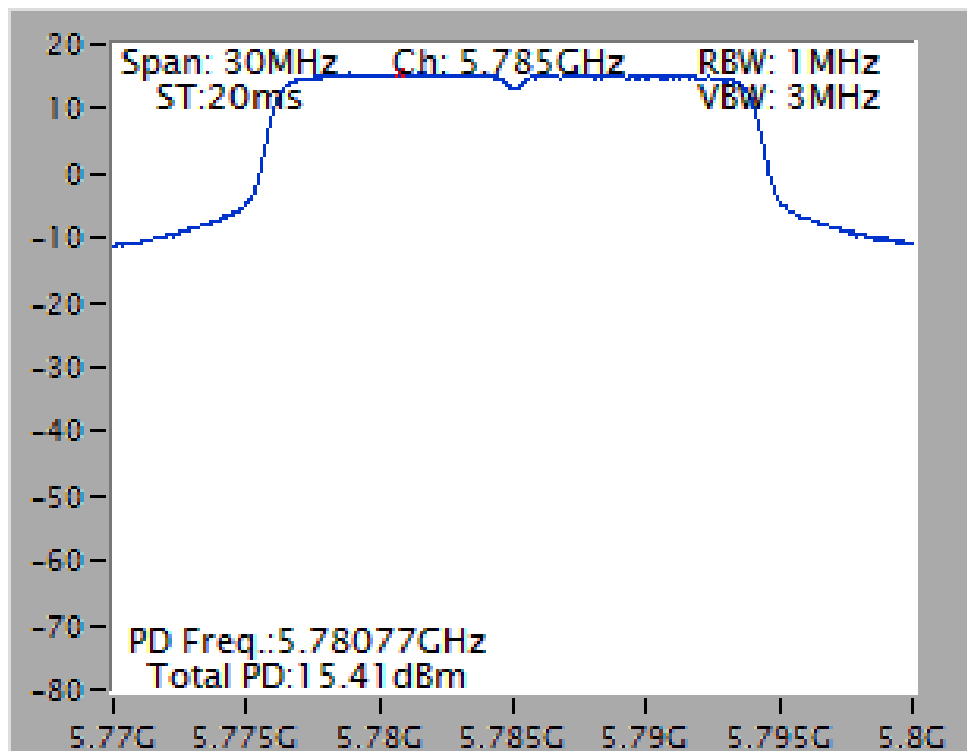 Span: 30MHz Ch: 5.785GHz RBW: 1MHz
ST:20ms VBW: 3MHz
20
10
0
-10
-20
-30
-40
-50
-60
-70
-80
PD Freq.:5.78077GHz
Total PD:15.41dBm
5.77G 5.775G 5.78G 5.785G 5.79G 5.795G 5.8G